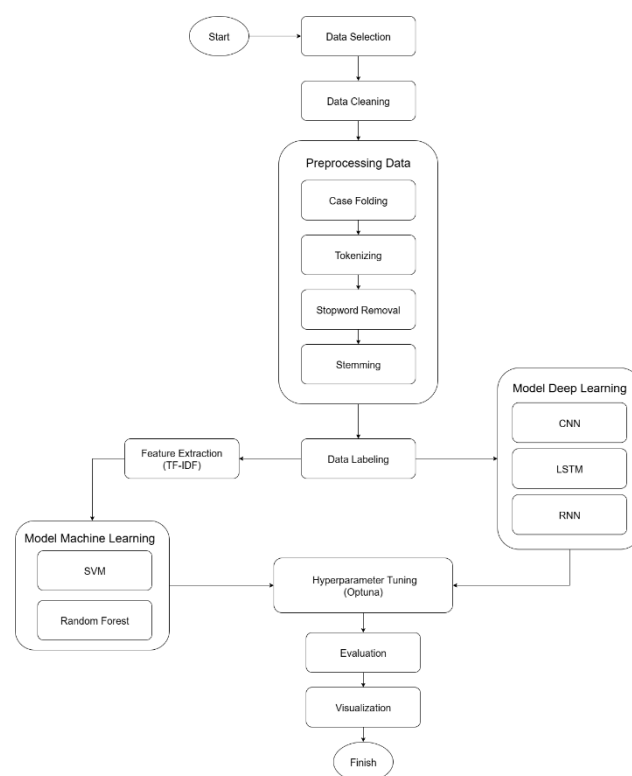 Start
Data Selection
Data Cleaning
Preprocessing Data
Case Folding
Tokenizing
Stopword Removal
Stemming
Model Deep Learning
CNN
LSTM
RNN
Feature Extraction
(TF-IDF)
Data Labeling
Model Machine Learning
SVM
Random Forest
Hyperparameter Tuning
(Optuna)
Evaluation
Visualization
Finish